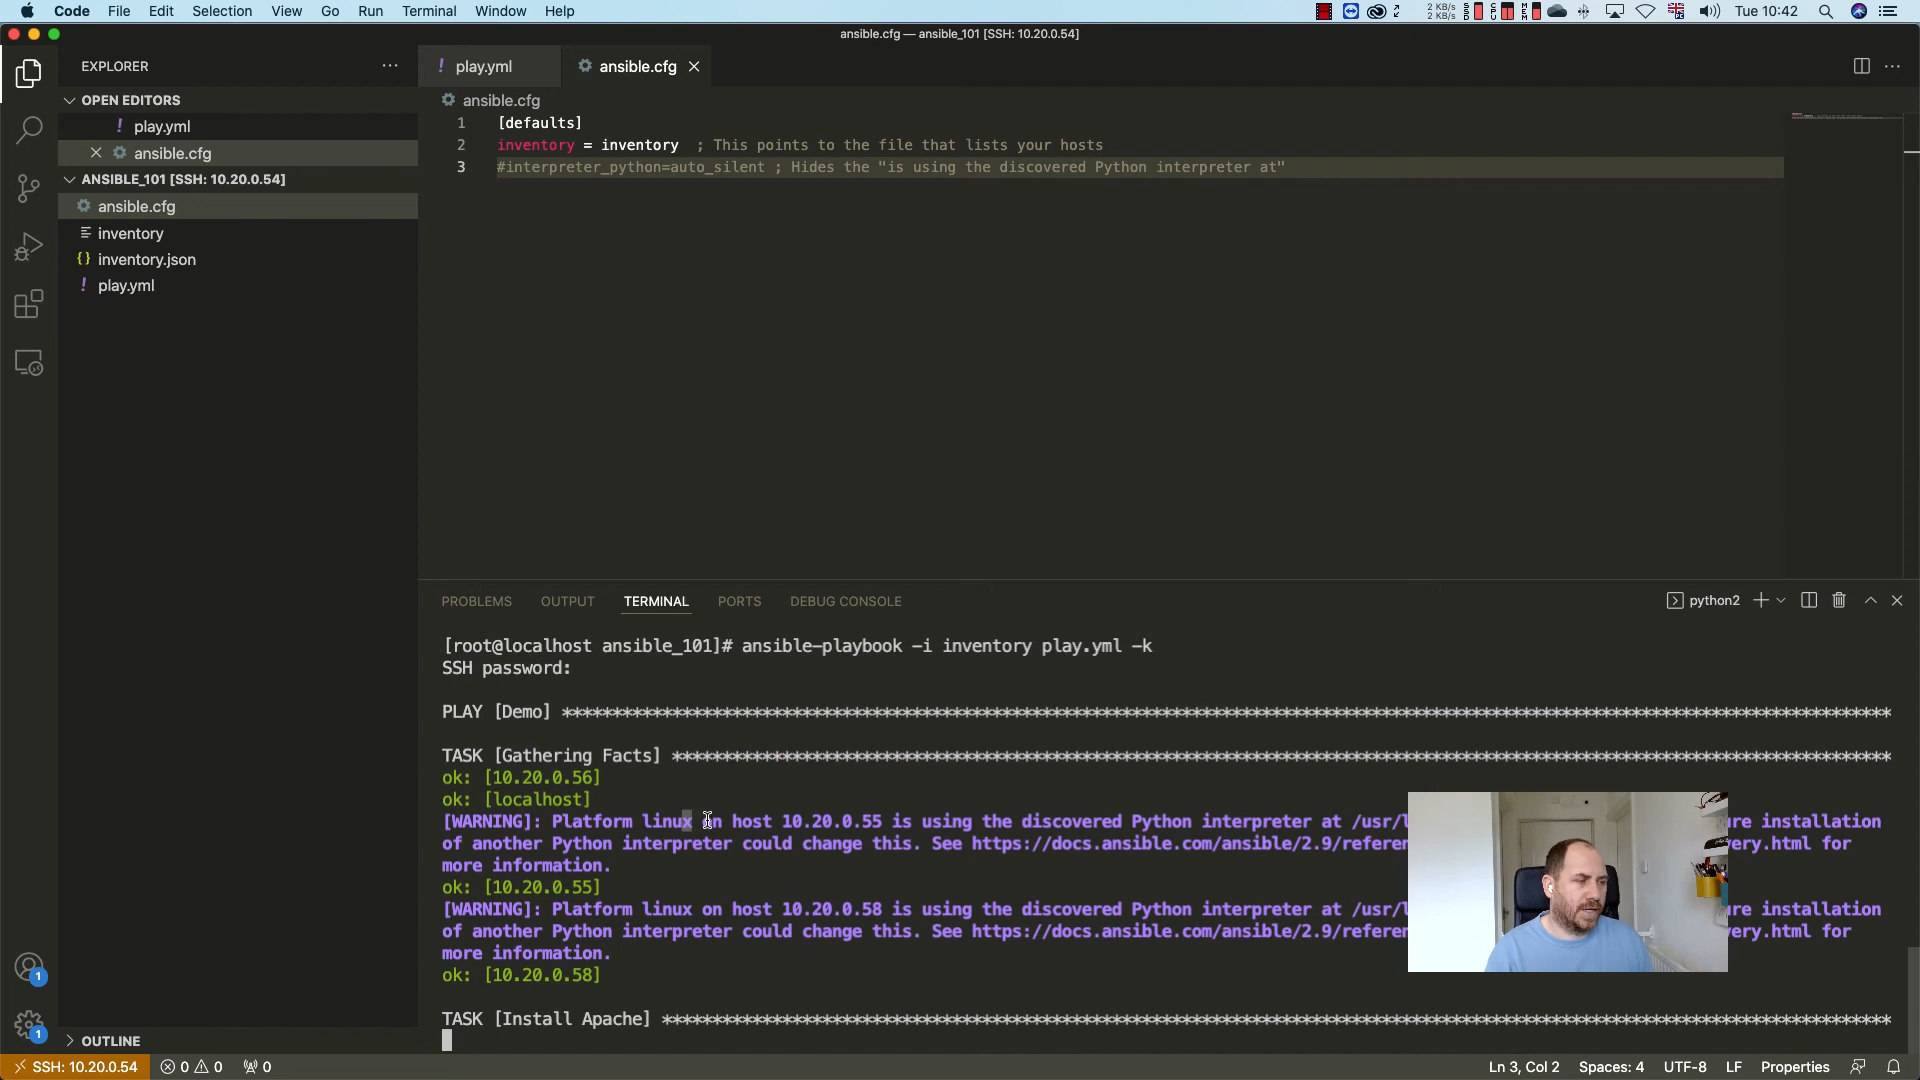 Code File Edit Selection View Go Run Terminal Window Help
2 KB/s
2 KB/s
Tue 10:42
ansible.cfg — ansible_101 [SSH: 10.20.0.54]
EXPLORER
OPEN EDITORS
play.yml
ansible.cfg
ANSIBLE_101 [SSH: 10.20.0.54]
ansible.cfg
inventory
inventory.json
play.yml
OUTLINE
play.yml ansible.cfg
ansible.cfg
1 [defaults]
2 inventory = inventory  ; This points to the file that lists your hosts
3 #interpreter_python=auto_silent ; Hides the "is using the discovered Python interpreter at"
PROBLEMS OUTPUT TERMINAL PORTS DEBUG CONSOLE
python2
[root@localhost ansible_101]# ansible-playbook -i inventory play.yml -k
SSH password:
PLAY [Demo] ****************************************************************************************************************************
TASK [Gathering Facts] ****************************************************************************************************************************
ok: [10.20.0.56]
ok: [localhost]
[WARNING]: Platform linux on host 10.20.0.55 is using the discovered Python interpreter at /usr/ ure installation
of another Python interpreter could change this. See https://docs.ansible.com/ansible/2.9/referen very.html for
more information.
ok: [10.20.0.55]
[WARNING]: Platform linux on host 10.20.0.58 is using the discovered Python interpreter at /usr/ ure installation
of another Python interpreter could change this. See https://docs.ansible.com/ansible/2.9/referen very.html for
more information.
ok: [10.20.0.58]
TASK [Install Apache] ****************************************************************************************************************************
1
1
SSH: 10.20.0.54 0 0 0
Ln 3, Col 2 Spaces: 4 UTF-8 LF Properties